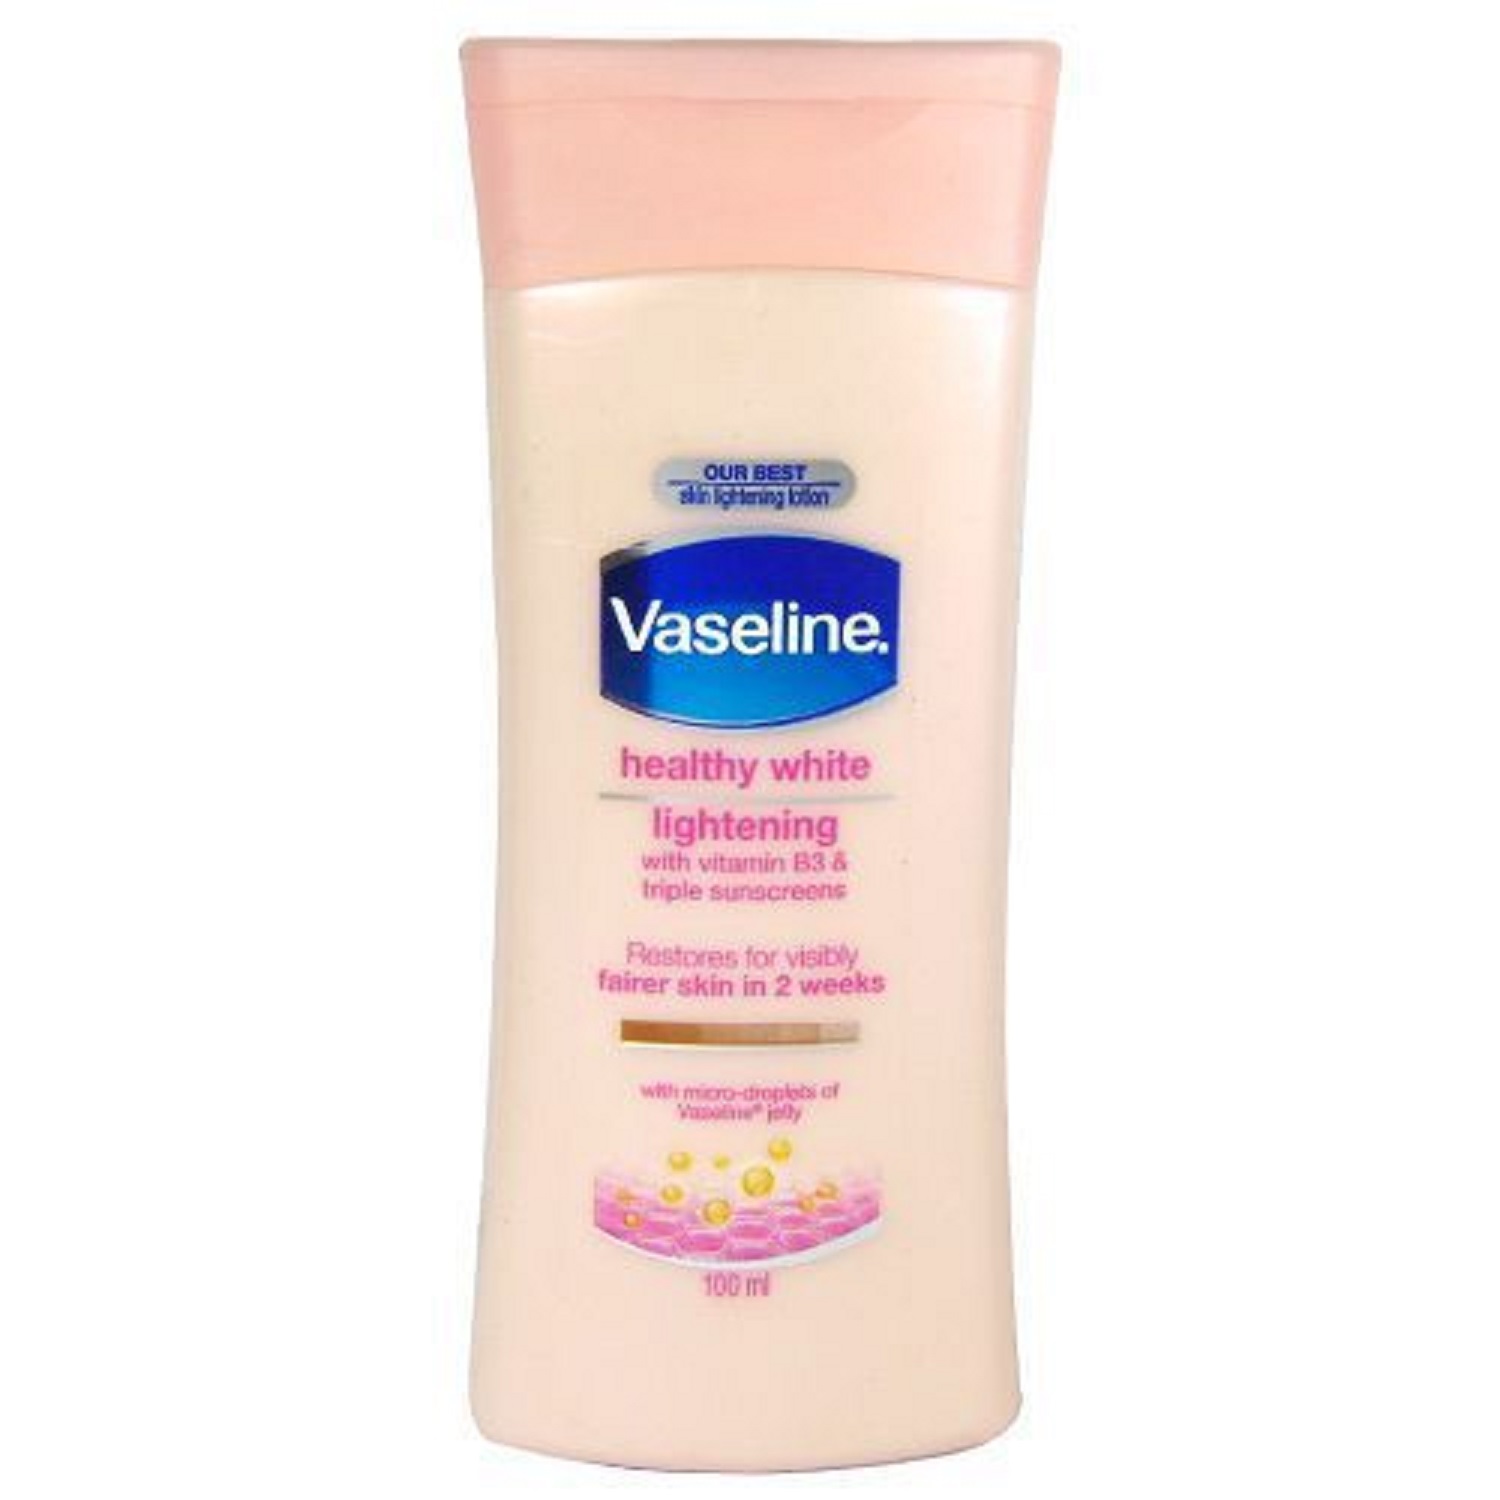 OUR BEST
skin lightening lotion
Vaseline.
healthy white
lightening
with vitamin B3 &
triple sunscreens
Restores for visibly
fairer skin in 2 weeks
with micro-droplets of
Vaseline® jelly
100 ml